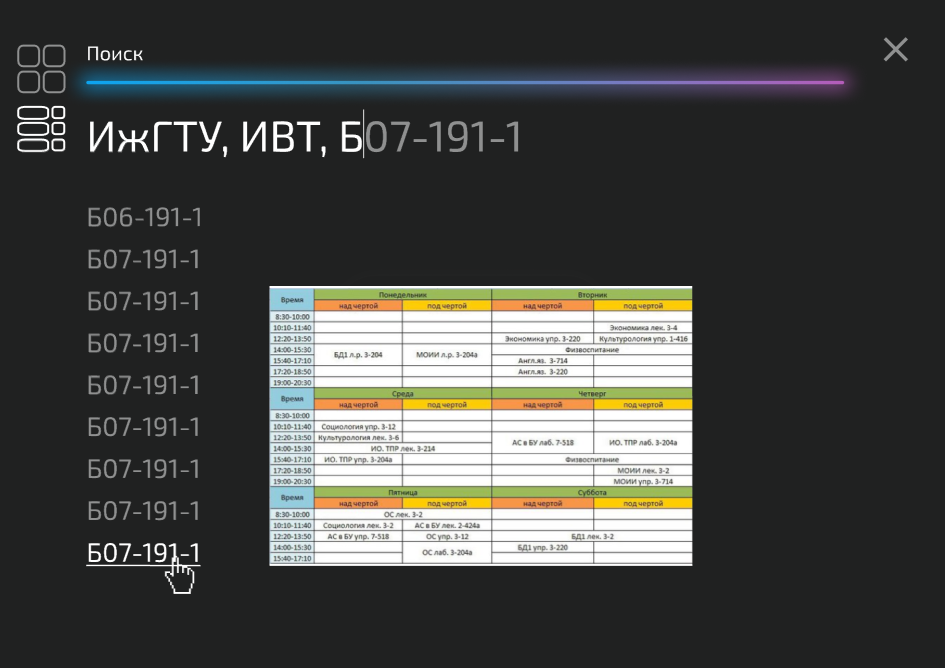 Поиск
ИжГТУ, ИВТ, Б07-191-1
Б06-191-1
Б07-191-1
Б07-191-1
Б07-191-1
Б07-191-1
Б07-191-1
Б07-191-1
Б07-191-1
Б07-191-1
Время Понедельник Вторник
над чертой под чертой над чертой под чертой
8:30-10:00
10:10-11:40 Экономика лек. 3-4
12:20-13:50 Экономика упр. 3-220 Культурология упр. 1-416
14:00-15:30 БД1 л.р. 3-204 МОИИ л.р. 3-204а Физвоспитание
15:40-17:10 Англ.яз. 3-714
17:20-18:50 Англ.яз. 3-220
19:00-20:30
Время Среда Четверг
над чертой под чертой над чертой под чертой
8:30-10:00
10:10-11:40 Социология упр. 3-12
12:20-13:50 Культурология лек. 3-6 АС в БУ лаб. 7-518 ИО. ТПР лаб. 3-204а
14:00-15:30 ИО. ТПР лек. 3-214
15:40-17:10 ИО. ТПР упр. 3-204а Физвоспитание
17:20-18:50 МОИИ лек. 3-2
19:00-20:30 МОИИ упр. 3-714
Время Пятница Суббота
над чертой под чертой над чертой под чертой
8:30-10:00 ОС лек. 3-2
10:10-11:40 Социология лек. 3-2 АС в БУ лек. 2-424а
12:20-13:50 АС в БУ упр. 7-518 ОС упр. 3-12 БД1 лек. 3-2
14:00-15:30 ОС лаб. 3-204а БД1 упр. 3-220
15:40-17:10